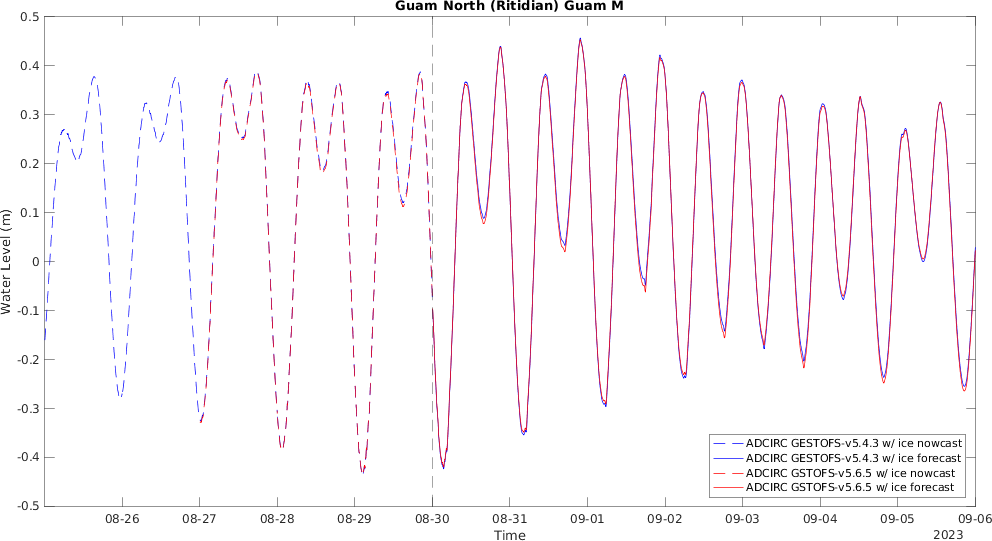 Guam North (Ritidian) Guam M
0.5
0.4
0.3
0.2
0.1
0
-0.1
-0.2
-0.3
-0.4
-0.5
Water Level (m)
08-26 08-27 08-28 08-29 08-30 08-31 09-01 09-02 09-03 09-04 09-05 09-06
Time
2023
ADCIRC GESTOFS-v5.4.3 w/ ice nowcast
ADCIRC GESTOFS-v5.4.3 w/ ice forecast
ADCIRC GSTOFS-v5.6.5 w/ ice nowcast
ADCIRC GSTOFS-v5.6.5 w/ ice forecast